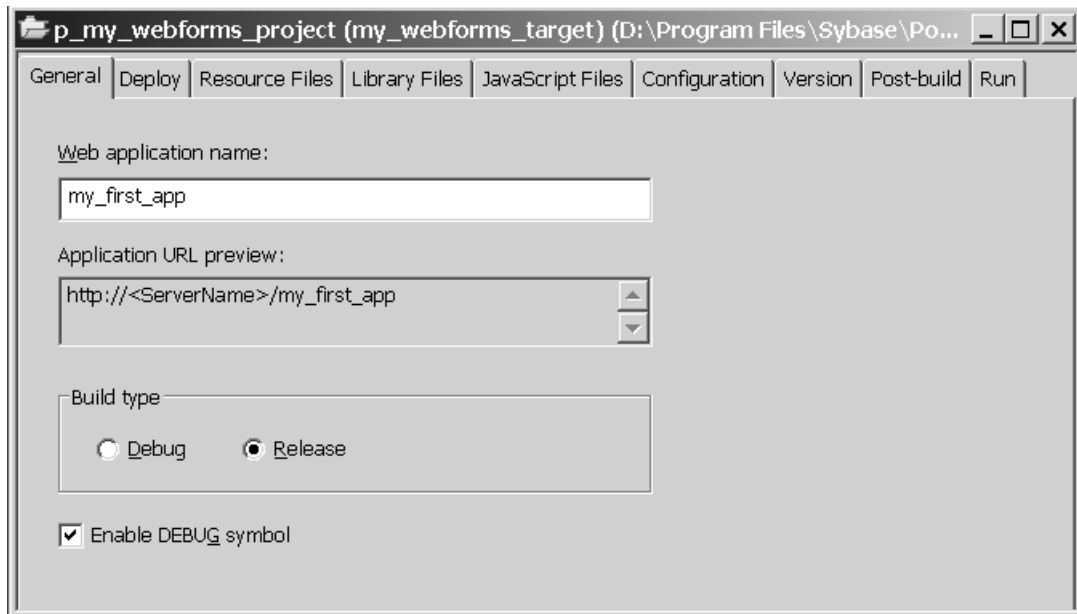 p_my_webforms_project (my_webforms_target) (D:\Program Files\Sybase\Po...
General Deploy Resource Files Library Files JavaScript Files Configuration Version Post-build Run
Web application name:
my_first_app
Application URL preview:
http://<ServerName>/my_first_app
Build type
Debug Release
Enable DEBUG symbol